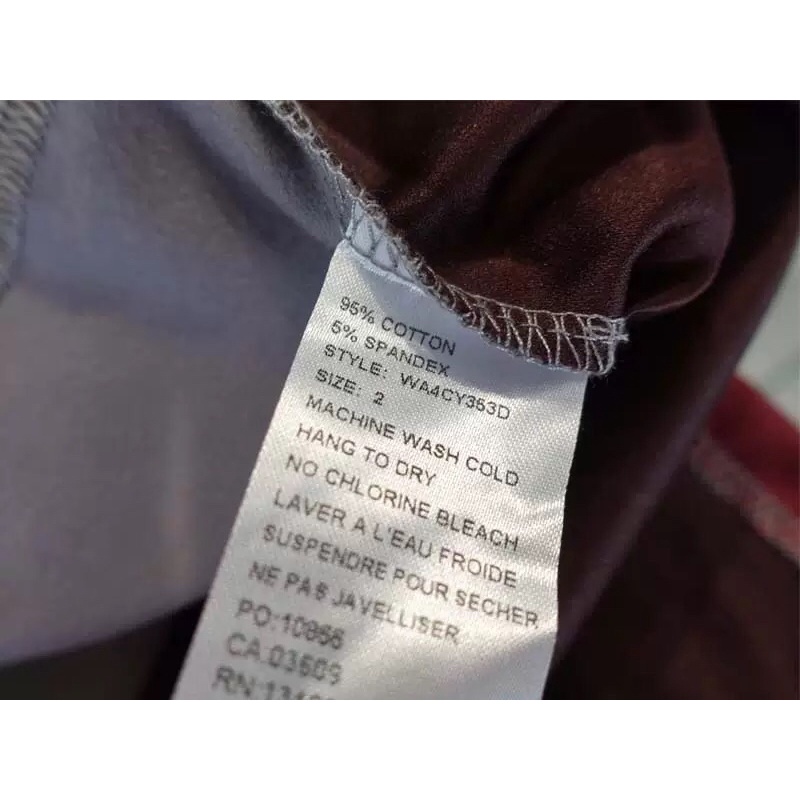 95% COTTON
5% SPANDEX
STYLE: WA4CY353D
SIZE: 2
MACHINE WASH COLD
HANG TO DRY
NO CHLORINE BLEACH
LAVER A L'EAU FROIDE
SUSPENDRE POUR SECHER
NE PAS JAVELLISER
PO:10866
CA:03609